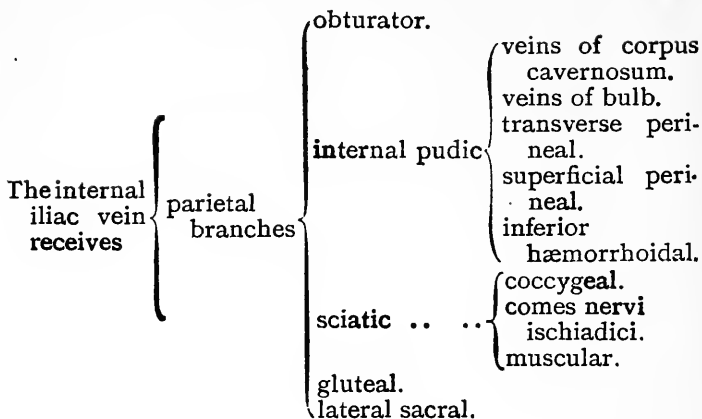 The internal
iliac vein
receives
parietal
branches
obturator.
internal pudic
veins of corpus
cavernosum.
veins of bulb.
transverse peri-
neal.
superficial peri-
neal.
inferior
hæmorrhoidal.
sciatic .. ..
coccygeal.
comes nervi
ischiadici.
muscular.
gluteal.
lateral sacral.